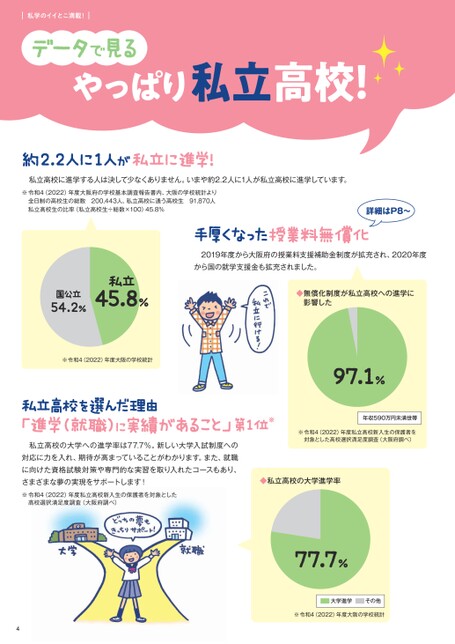 私学のイイとこ満載!
データで見る
やっぱり私立高校!
約2.2人に1人が私立に進学!
私立高校に進学する人は決して少なくありません。いまや約2.2人に1人が私立高校に進学しています。
※令和4(2022)年度大阪府の学校基本調査報告書内、大阪の学校統計より
全日制の高校生の総数 200,443人、私立高校に通う高校生 91,870人
私立高校生の比率(私立高校生÷総数×100)45.8%
詳細はP8〜
手厚くなった授業料無償化
2019年度から大阪府の授業料支援補助金制度が拡充され、2020年度
から国の就学支援金も拡充されました。
国公立
54.2%
私立
45.8%
※令和4(2022)年度大阪の学校統計
これで
私立に
行ける!
◆無償化制度が私立高校への進学に
影響した
97.1%
年収590万円未満世帯
※令和4(2022)年度私立高校新入生の保護者を
対象とした高校選択満足度調査(大阪府調べ)
私立高校を選んだ理由
「進学(就職)に実績があること」第1位※
私立高校の大学への進学率は77.7%。新しい大学入試制度への
対応に力を入れ、期待が高まっていることがわかります。また、就職
に向けた資格試験対策や専門的な実習を取り入れたコースもあり、
さまざまな夢の実現をサポートします!
※令和4(2022)年度私立高校新入生の保護者を対象とした
高校選択満足度調査(大阪府調べ)
どっちの夢も
きっちりサポート!
大学
就職
◆私立高校の大学進学率
77.7%
大学進学 その他
※令和4(2022)年度大阪の学校統計
4